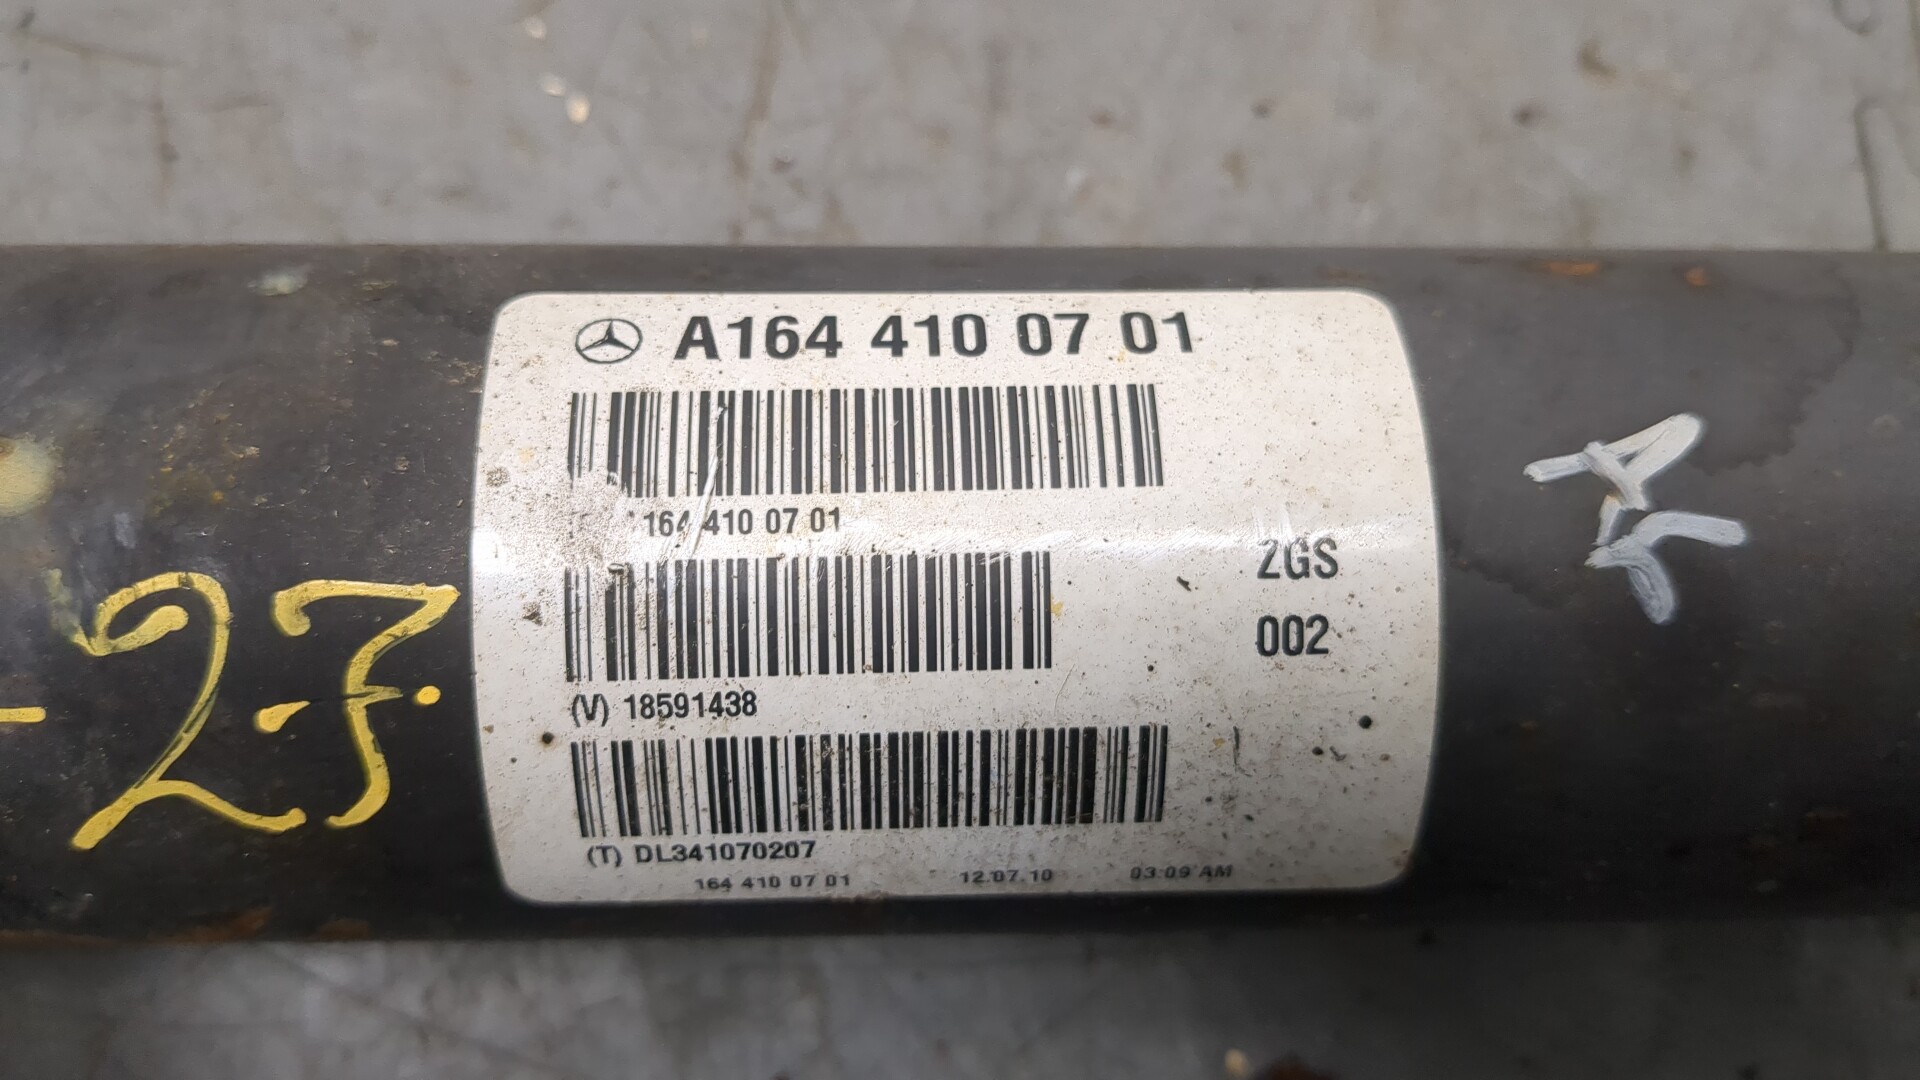 A164 410 07 01
164 410 07 01
ZGS
002
(V) 18591438
(T) DL341070207
164 410 07 01 12.07.10 03:09 AM
-27